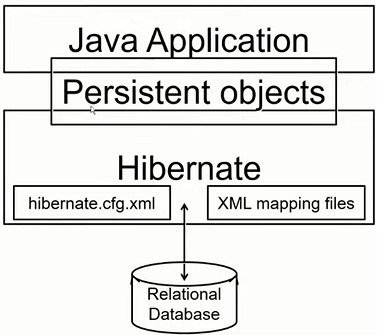 Java Application
Persistent objects
Hibernate
hibernate.cfg.xml
XML mapping files
Relational
Database